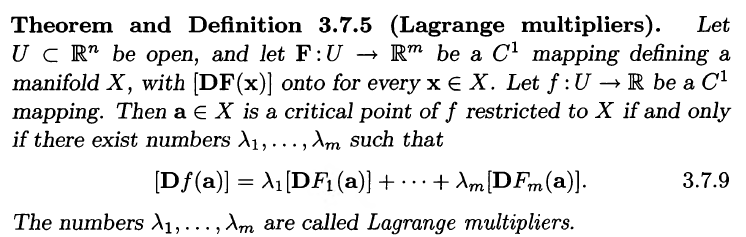 Theorem and Definition 3.7.5 (Lagrange multipliers). Let
U ⊂ ℝⁿ be open, and let F : U → ℝᵐ be a C¹ mapping defining a
manifold X, with [DF(x)] onto for every x ∈ X. Let f : U → ℝ be a C¹
mapping. Then a ∈ X is a critical point of f restricted to X if and only
if there exist numbers λ₁, . . . , λₘ such that
[Df(a)] = λ₁[DF₁(a)] + · · · + λₘ[DFₘ(a)]. 3.7.9
The numbers λ₁, . . . , λₘ are called Lagrange multipliers.